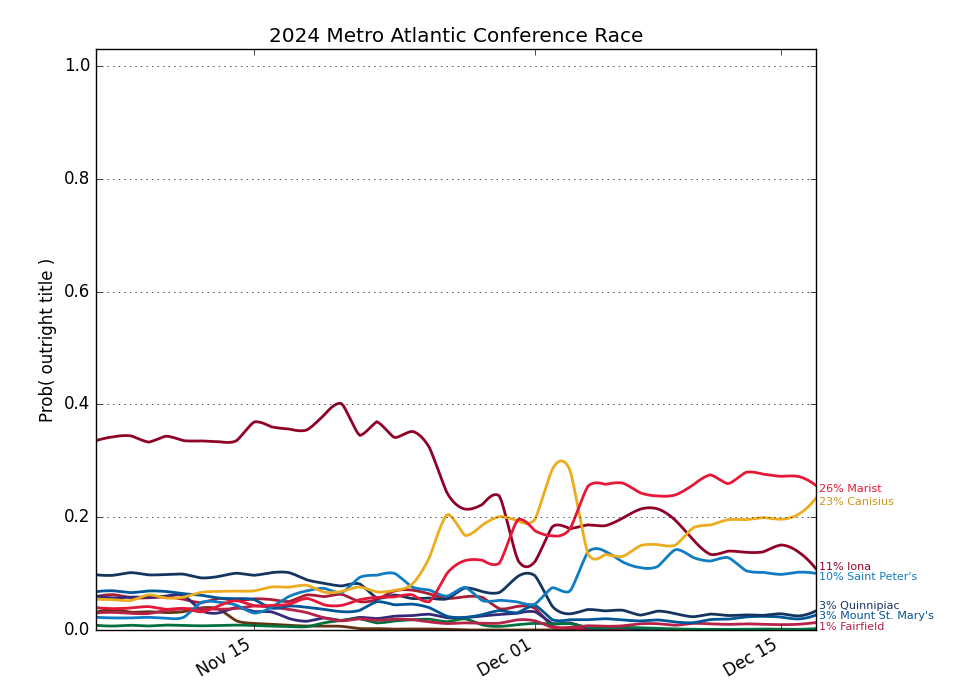 2024 Metro Atlantic Conference Race
Prob( outright title )
1.0
0.8
0.6
0.4
0.2
0.0
26% Marist
23% Canisius
11% Iona
10% Saint Peter's
3% Quinnipiac
3% Mount St. Mary's
1% Fairfield
Nov 15
Dec 01
Dec 15